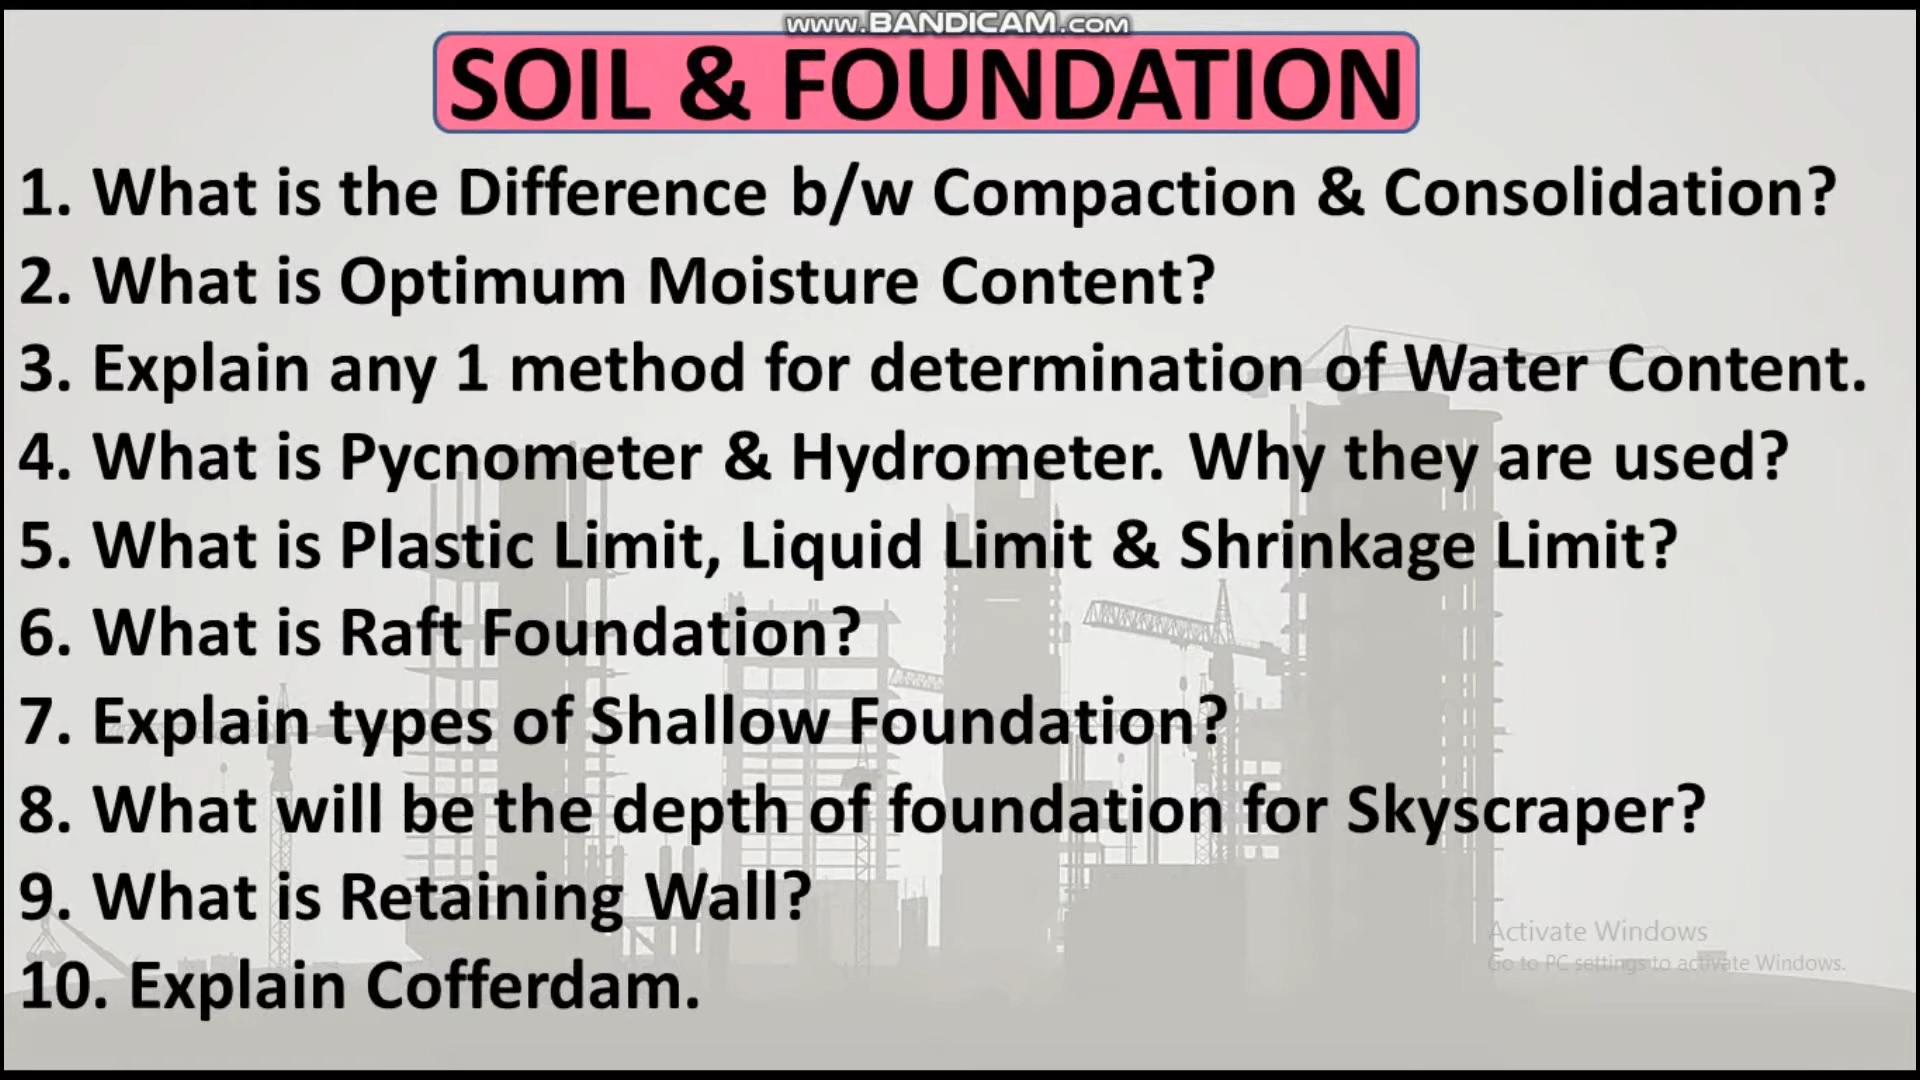 www.BANDICAM.com
SOIL & FOUNDATION
1. What is the Difference b/w Compaction & Consolidation?
2. What is Optimum Moisture Content?
3. Explain any 1 method for determination of Water Content.
4. What is Pycnometer & Hydrometer. Why they are used?
5. What is Plastic Limit, Liquid Limit & Shrinkage Limit?
6. What is Raft Foundation?
7. Explain types of Shallow Foundation?
8. What will be the depth of foundation for Skyscraper?
9. What is Retaining Wall?
Activate Windows
Go to PC settings to activate Windows.
10. Explain Cofferdam.